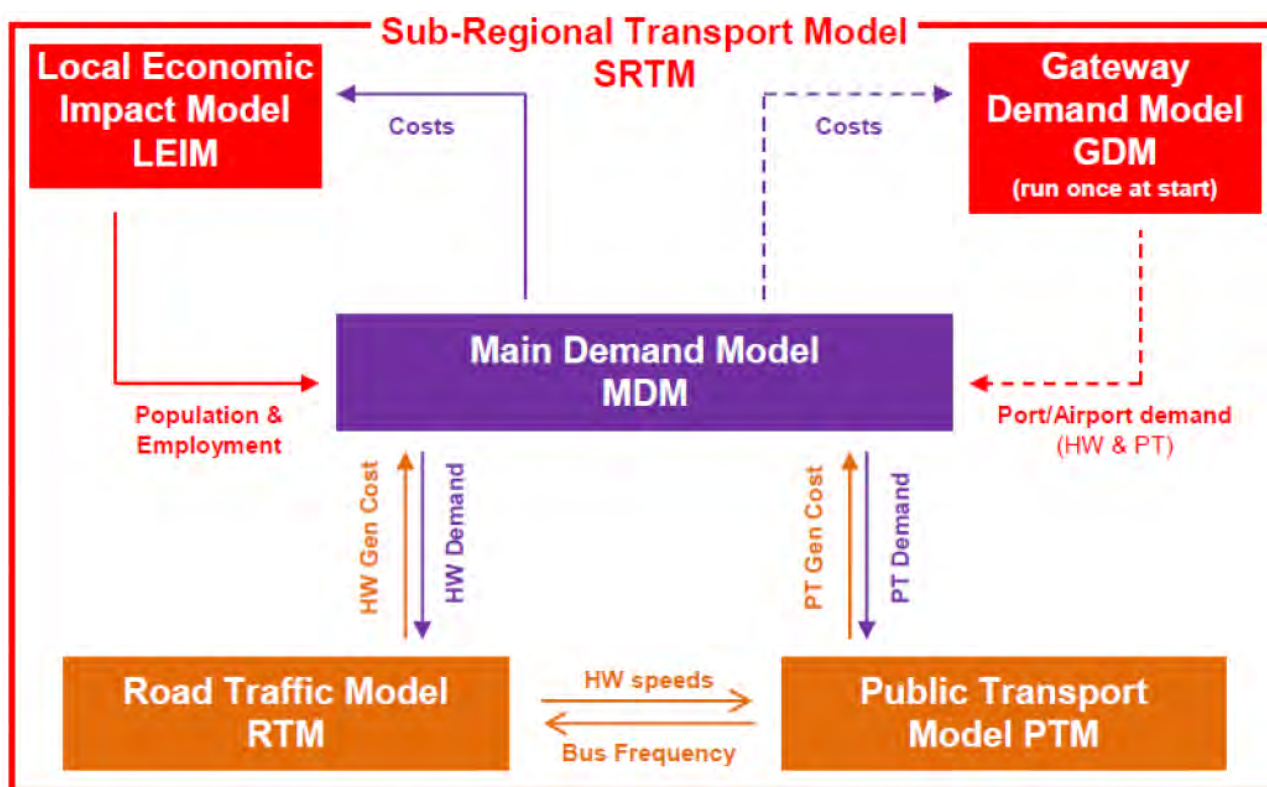 Sub-Regional Transport Model
SRTM
Local Economic
Impact Model
LEIM
Costs
Costs
Gateway
Demand Model
GDM
(run once at start)
Main Demand Model
MDM
Population &
Employment
Port/Airport demand
(HW & PT)
HW Gen Cost
HW Demand
PT Gen Cost
PT Demand
Road Traffic Model
RTM
HW speeds
Bus Frequency
Public Transport
Model PTM